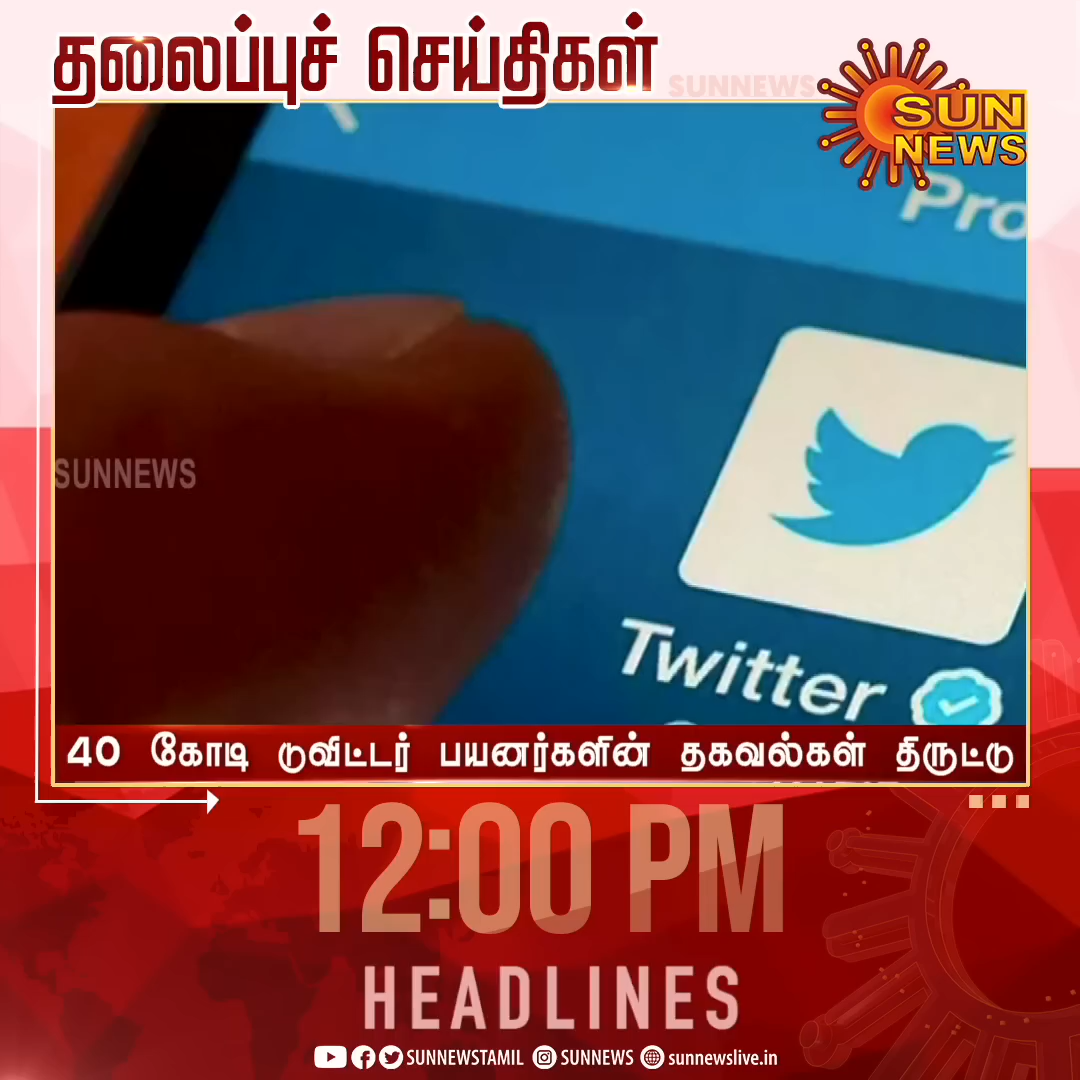 தலைப்புச் செய்திகள்
SUNNEWS
SUN
NEWS
Pro
SUNNEWS
Twitter
40 கோடி டுவிட்டர் பயனர்களின் தகவல்கள் திருட்டு
12:00 PM
HEADLINES
SUNNEWSTAMIL SUNNEWS sunnewslive.in